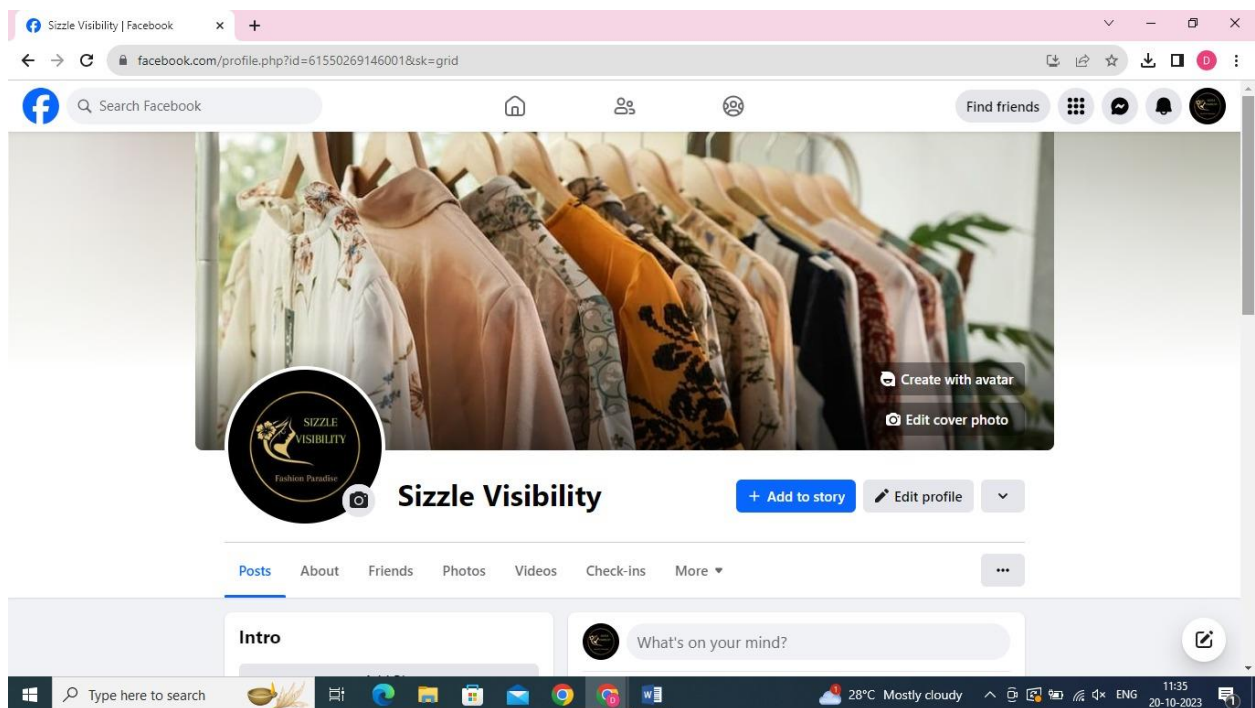 Sizzle Visibility | Facebook
facebook.com/profile.php?id=61550269146001&sk=grid
D
Search Facebook
Find friends
Create with avatar
Edit cover photo
SIZZLE
VISIBILITY
Fashion Paradise
Sizzle Visibility
+ Add to story
Edit profile
Posts About Friends Photos Videos Check-ins More
Intro
What's on your mind?
Type here to search
28°C Mostly cloudy
ENG
11:35
20-10-2023